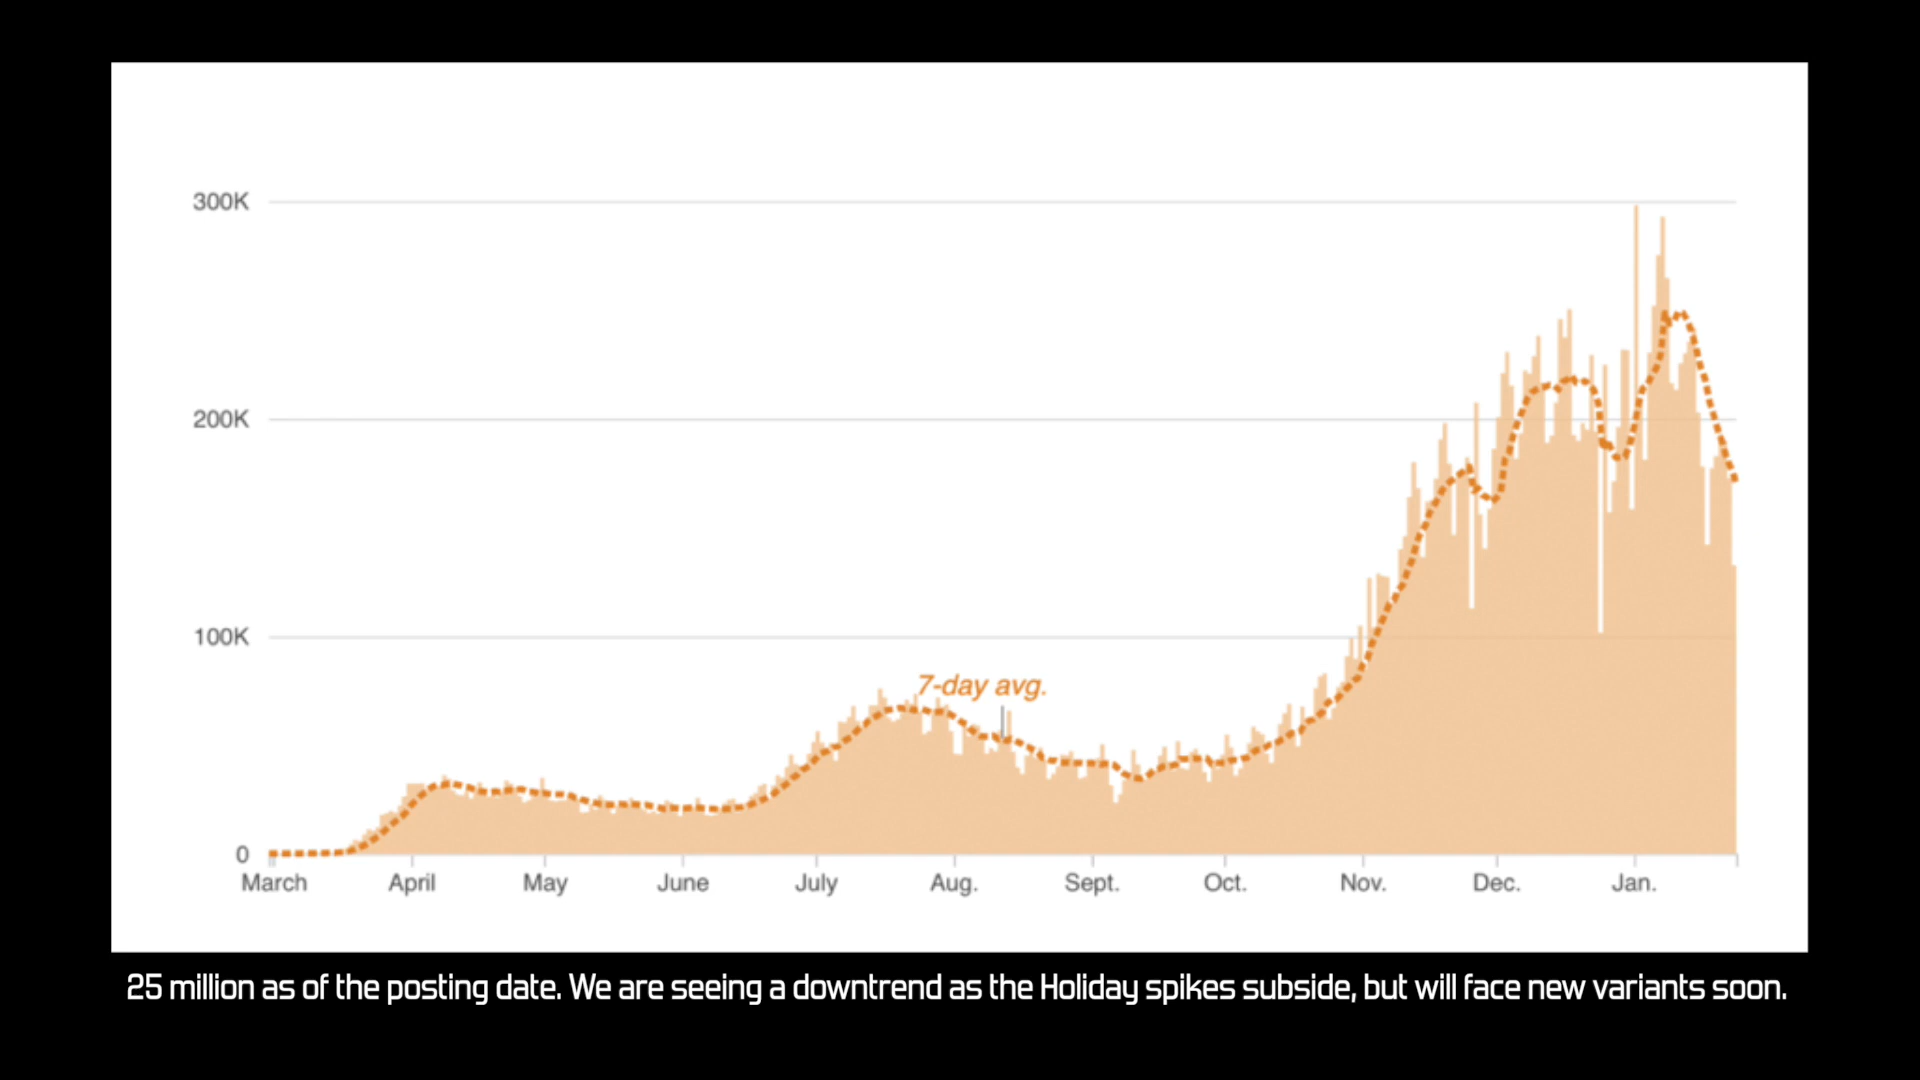 300K
200K
100K
7-day avg.
0
March April May June July Aug. Sept. Oct. Nov. Dec. Jan.
25 million as of the posting date. We are seeing a downtrend as the Holiday spikes subside, but will face new variants soon.